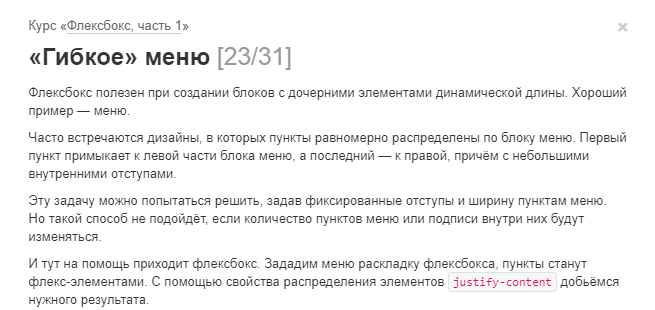 Курс «Флексбокс, часть 1»
«Гибкое» меню [23/31]
Флексбокс полезен при создании блоков с дочерними элементами динамической длины. Хороший
пример — меню.
Часто встречаются дизайны, в которых пункты равномерно распределены по блоку меню. Первый
пункт примыкает к левой части блока меню, а последний — к правой, причём с небольшими
внутренними отступами.
Эту задачу можно попытаться решить, задав фиксированные отступы и ширину пунктам меню.
Но такой способ не подойдёт, если количество пунктов меню или подписи внутри них будут
изменяться.
И тут на помощь приходит флексбокс. Зададим меню раскладку флексбокса, пункты станут
флекс-элементами. С помощью свойства распределения элементов justify-content добьёмся
нужного результата.